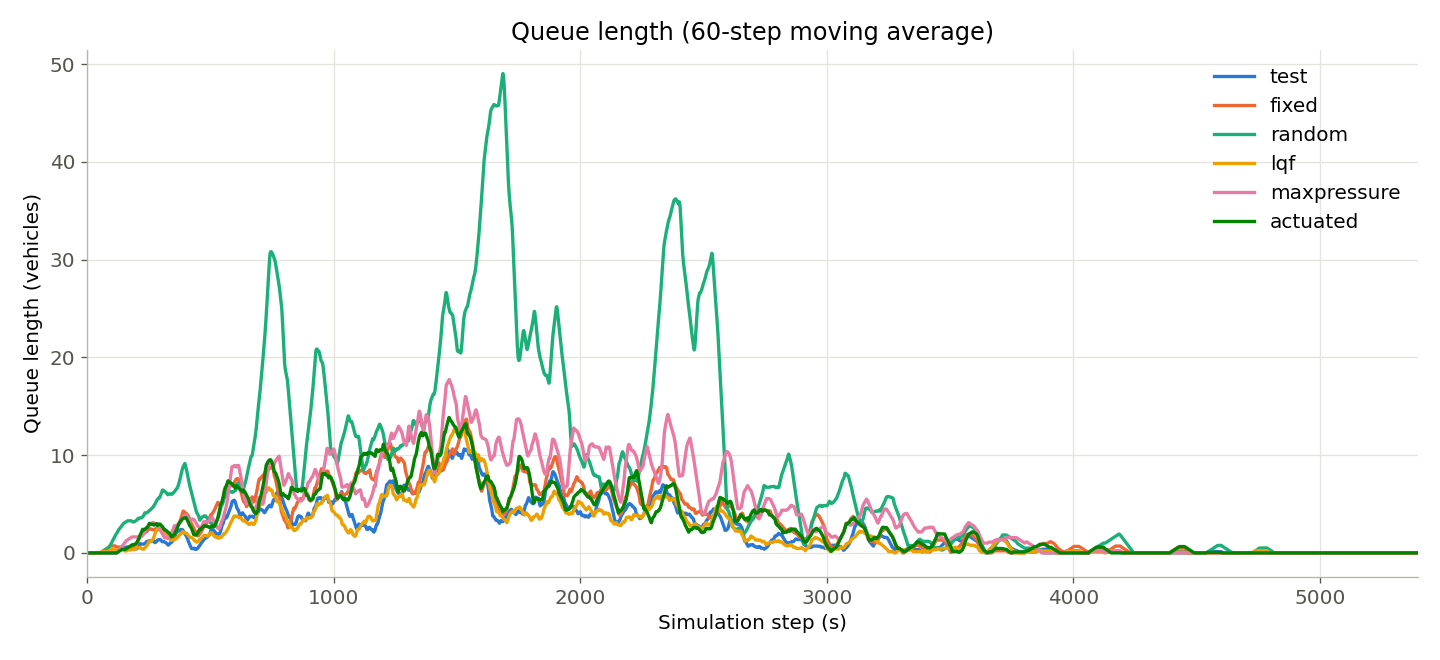 Queue length (60-step moving average)
Queue length (vehicles)
50
40
30
20
10
0
0 1000 2000 3000 4000 5000
Simulation step (s)
test
fixed
random
lqf
maxpressure
actuated